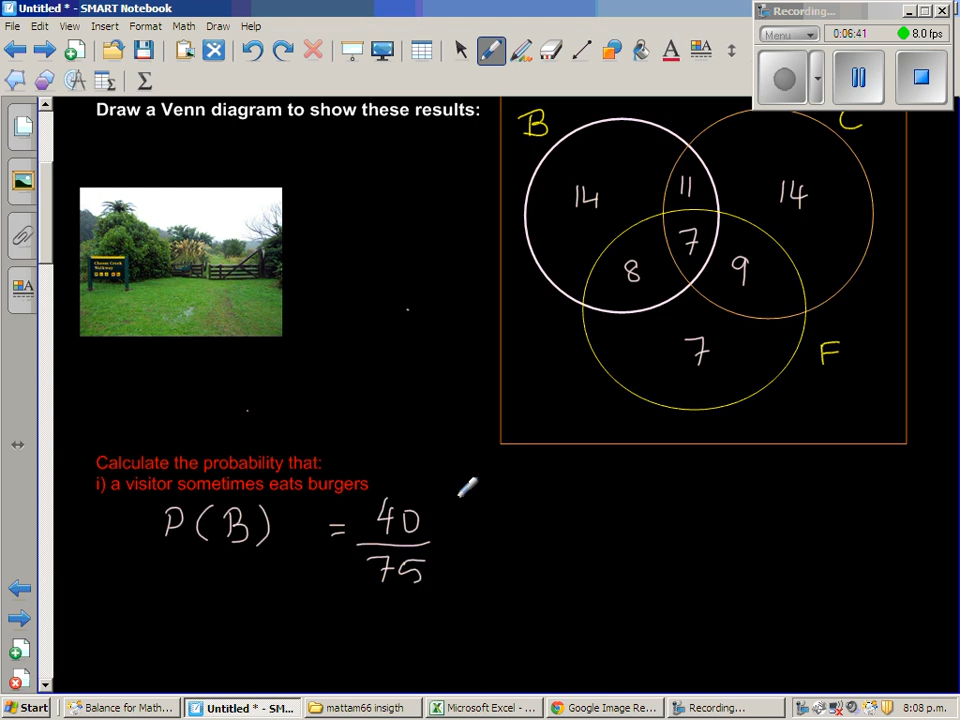 Untitled * - SMART Notebook
File Edit View Insert Format Math Draw Help
Recording...
Menu
0:06:41
8.0 fps
Draw a Venn diagram to show these results:
B
C
14
11
14
7
8
9
7
F
Calculate the probability that:
i) a visitor sometimes eats burgers
P(B) = 40
75
Start
Balance for Math...
Untitled * - SM...
mattam66 insigth
Microsoft Excel - ...
Google Image Re...
Recording...
8:08 p.m.